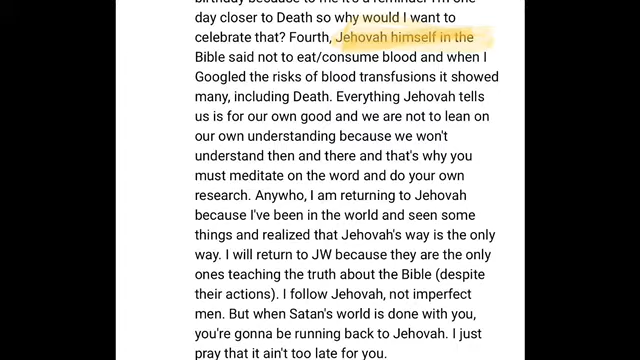 birthday because to me it's a reminder I'm one
day closer to Death so why would I want to
celebrate that? Fourth, Jehovah himself in the
Bible said not to eat/consume blood and when I
Googled the risks of blood transfusions it showed
many, including Death. Everything Jehovah tells
us is for our own good and we are not to lean on
our own understanding because we won't
understand then and there and that's why you
must meditate on the word and do your own
research. Anywho, I am returning to Jehovah
because I've been in the world and seen some
things and realized that Jehovah's way is the only
way. I will return to JW because they are the only
ones teaching the truth about the Bible (despite
their actions). I follow Jehovah, not imperfect
men. But when Satan's world is done with you,
you're gonna be running back to Jehovah. I just
pray that it ain't too late for you.